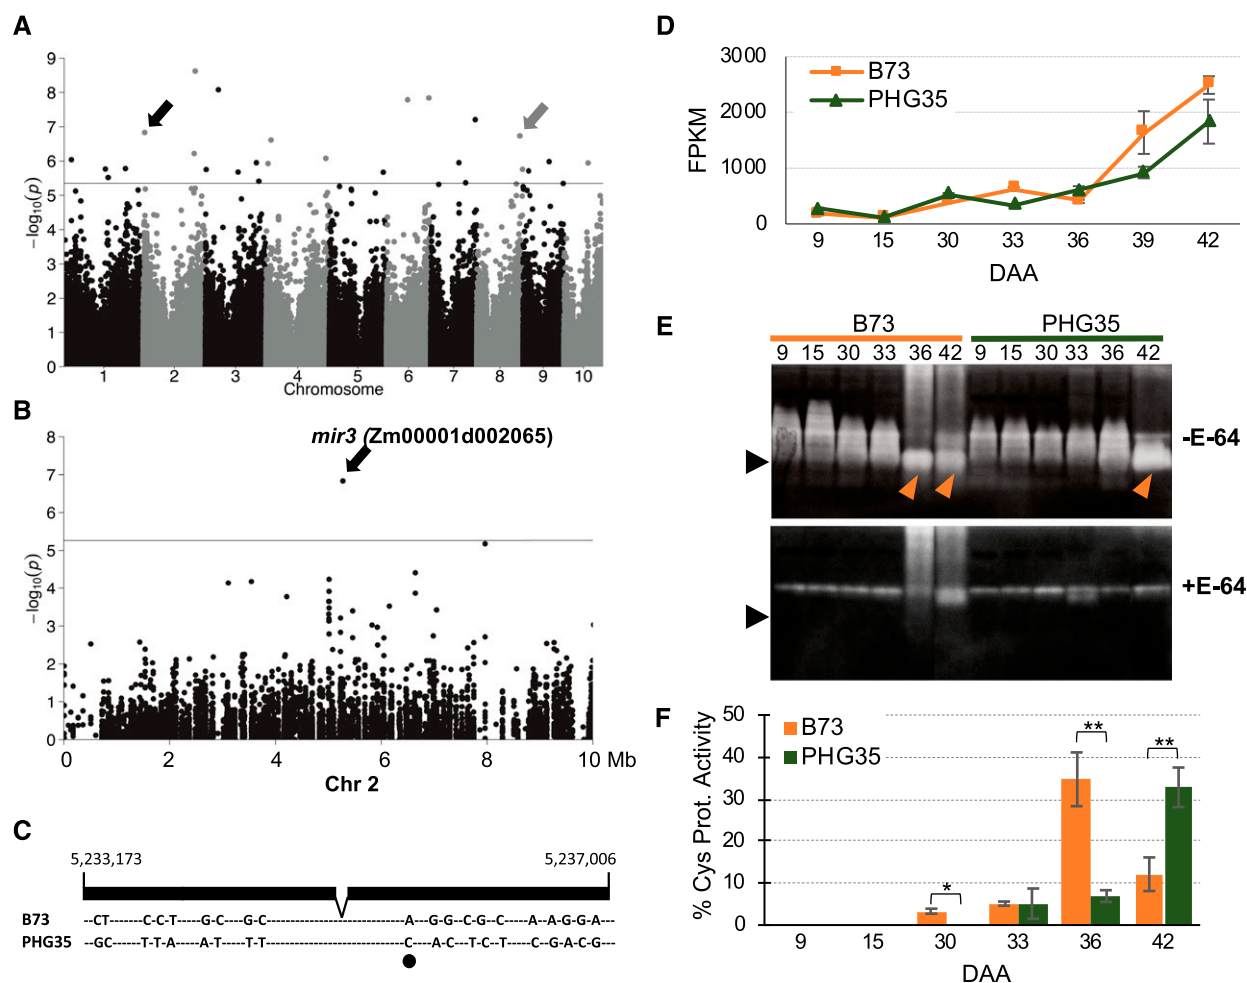 A
9
8
7
6
5
4
3
2
1
0
−log₁₀(p)
1 2 3 4 5 6 7 8 9 10
Chromosome
B
mir3 (Zm00001d002065)
8
7
6
5
4
3
2
1
0
−log₁₀(p)
0 2 4 6 8 10 Mb
Chr 2
C
5,233,173 5,237,006
B73 --CT------C-C-T---GC---GC---------------------------A--G-G-C-G-C----A-A-G-G-A---
PHG35 --GC------T-T-A----A-T----T-T---------------------------C--A-C--T-C-T----C-G-A-C-G---
D
3000
2000
1000
0
FPKM
B73
PHG35
9 15 30 33 36 39 42
DAA
E
B73 PHG35
9 15 30 33 36 42 9 15 30 33 36 42
-E-64
+E-64
F
50
40
30
20
10
0
% Cys Prot. Activity
B73
PHG35
*
**
**
9 15 30 33 36 42
DAA